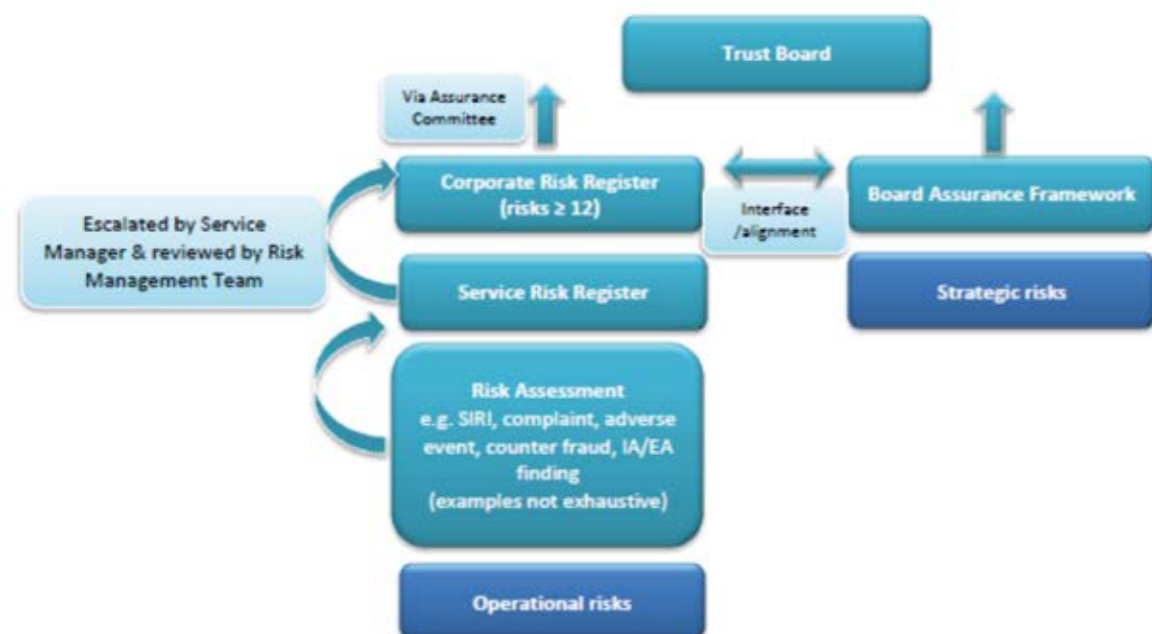 Trust Board
Via Assurance
Committee
Corporate Risk Register
(risks ≥ 12)
Interface
/alignment
Board Assurance Framework
Escalated by Service
Manager & reviewed by Risk
Management Team
Service Risk Register
Strategic risks
Risk Assessment
e.g. SIRI, complaint, adverse
event, counter fraud, IA/EA
finding
(examples not exhaustive)
Operational risks